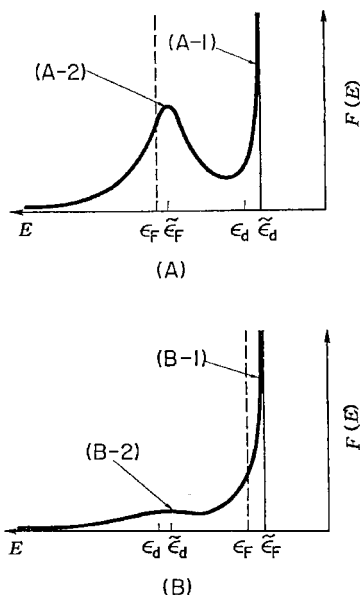 (A-1)
(A-2)
F(E)
E
ϵF ϵ̃F ϵd ϵ̃d
(A)
(B-1)
(B-2)
F(E)
E
ϵd ϵ̃d ϵF ϵ̃F
(B)